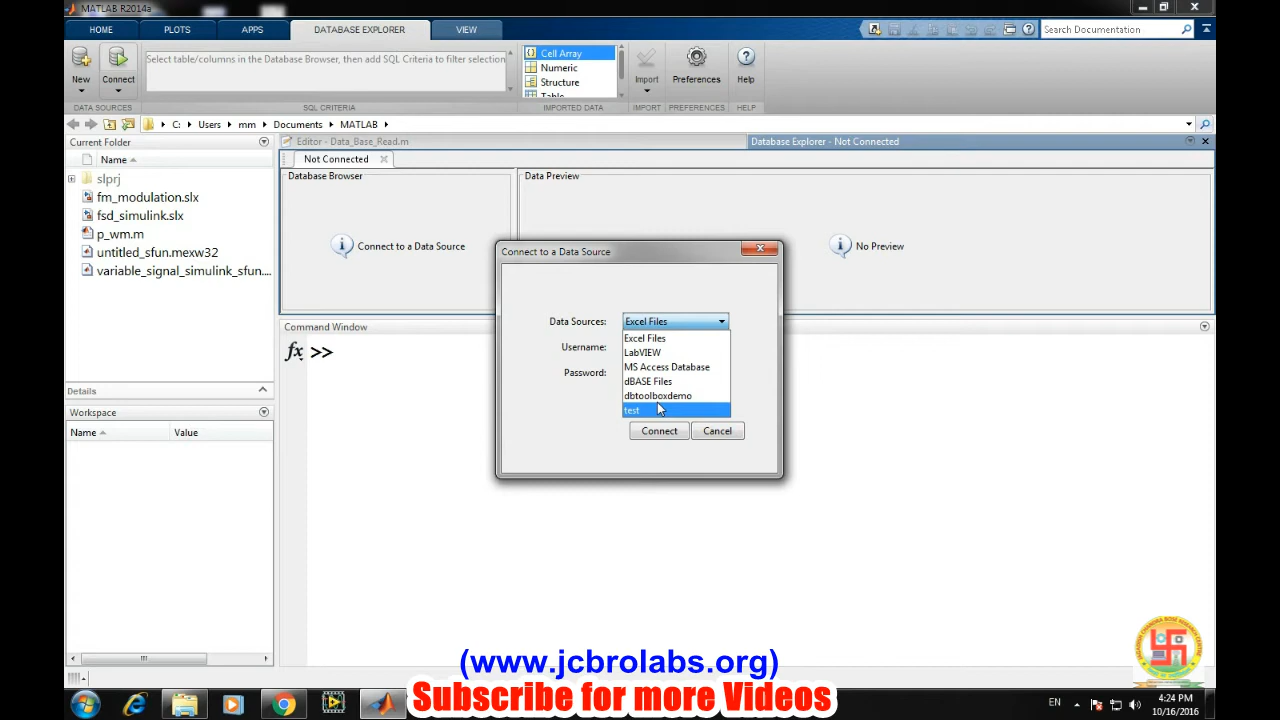 MATLAB R2014a
HOME
PLOTS
APPS
DATABASE EXPLORER
VIEW
Search Documentation
New
Connect
Select table/columns in the Database Browser, then add SQL Criteria to filter selection
Cell Array
Numeric
Structure
Table
Import
Preferences
Help
DATA SOURCES
SQL CRITERIA
IMPORTED DATA
IMPORT
PREFERENCES
HELP
C:
Users
mm
Documents
MATLAB
Current Folder
Name
slprj
fm_modulation.slx
fsd_simulink.slx
p_wm.m
untitled_sfun.mexw32
variable_signal_simulink_sfun....
Details
Workspace
Name
Value
Editor - Data_Base_Read.m
Database Explorer - Not Connected
Not Connected
Database Browser
Data Preview
Connect to a Data Source
No Preview
Command Window
fx >>
Connect to a Data Source
Data Sources:
Excel Files
Username:
Password:
Excel Files
LabVIEW
MS Access Database
dBASE Files
dbtoolboxdemo
test
Connect
Cancel
(www.jcbrolabs.org)
Subscribe for more Videos
EN
4:24 PM
10/16/2016